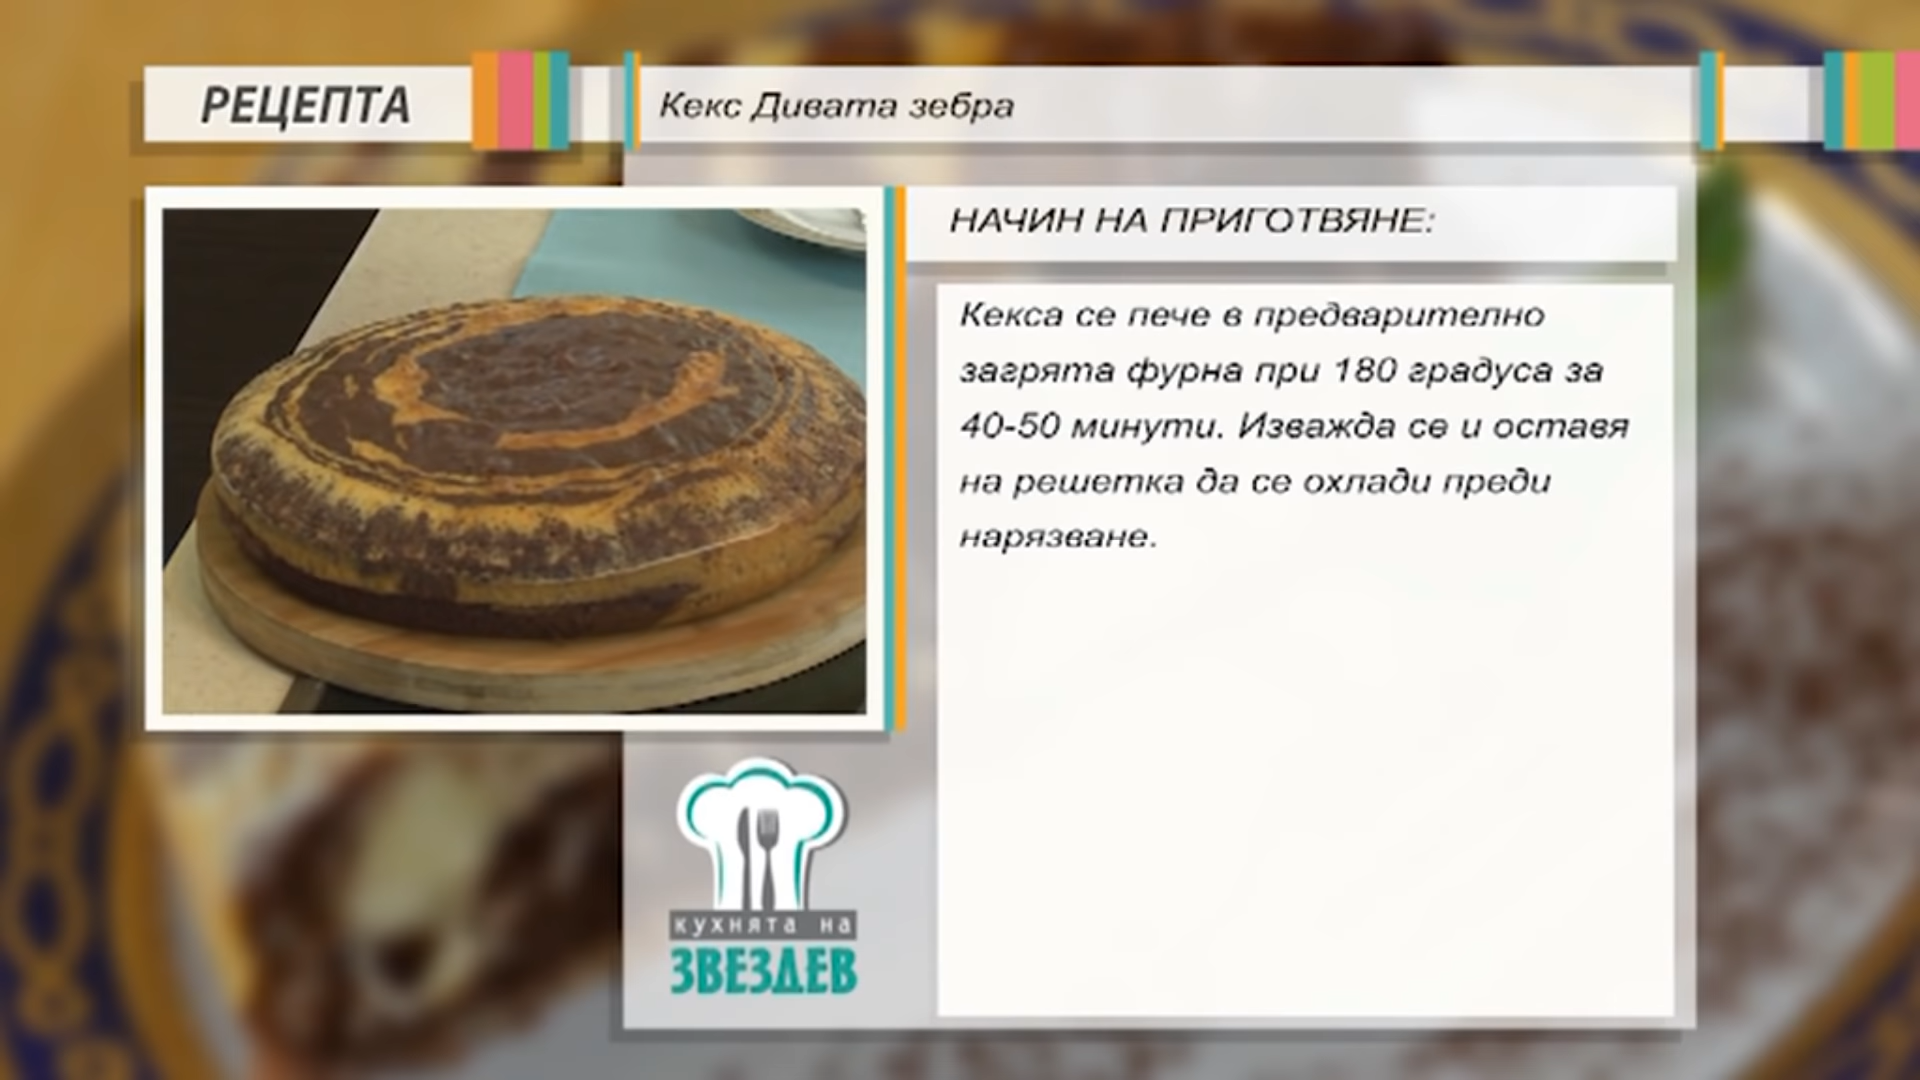 РЕЦЕПТА
Кекс Дивата зебра
НАЧИН НА ПРИГОТВЯНЕ:
Кекса се пече в предварително
загрята фурна при 180 градуса за
40-50 минути. Изважда се и оставя
на решетка да се охлади преди
нарязване.
кухнята на
ЗВЕЗДЕВ